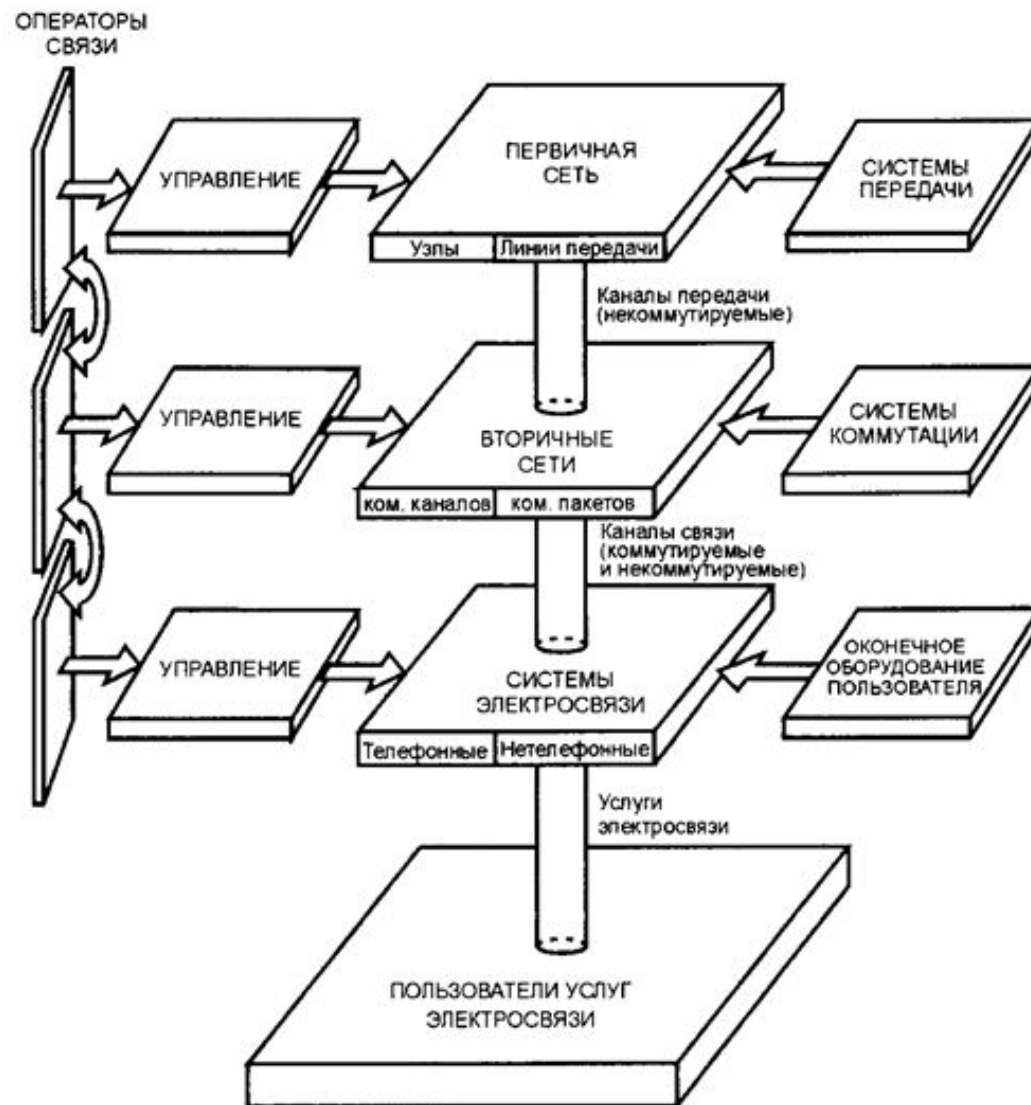 ОПЕРАТОРЫ
СВЯЗИ
УПРАВЛЕНИЕ
ПЕРВИЧНАЯ
СЕТЬ
СИСТЕМЫ
ПЕРЕДАЧИ
Узлы
Линии передачи
Каналы передачи
(некоммутируемые)
УПРАВЛЕНИЕ
ВТОРИЧНЫЕ
СЕТИ
СИСТЕМЫ
КОММУТАЦИИ
ком. каналов
ком. пакетов
Каналы связи
(коммутируемые
и некоммутируемые)
УПРАВЛЕНИЕ
СИСТЕМЫ
ЭЛЕКТРОСВЯЗИ
ОКОНЕЧНОЕ
ОБОРУДОВАНИЕ
ПОЛЬЗОВАТЕЛЯ
Телефонные
Нетелефонные
Услуги
электросвязи
ПОЛЬЗОВАТЕЛИ УСЛУГ
ЭЛЕКТРОСВЯЗИ